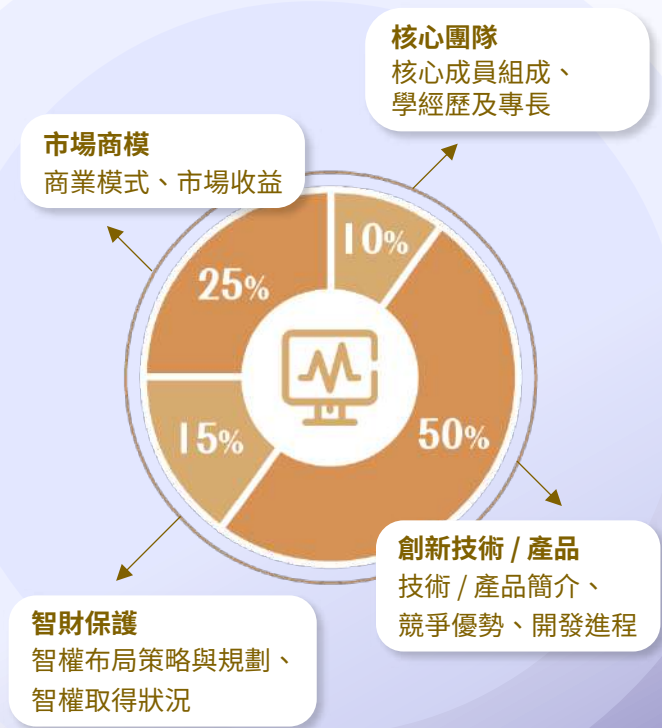 核心團隊
核心成員組成、
學經歷及專長
市場商模
商業模式、市場收益
10%
25%
15%
50%
創新技術 / 產品
技術 / 產品簡介、
競爭優勢、開發進程
智財保護
智權布局策略與規劃、
智權取得狀況